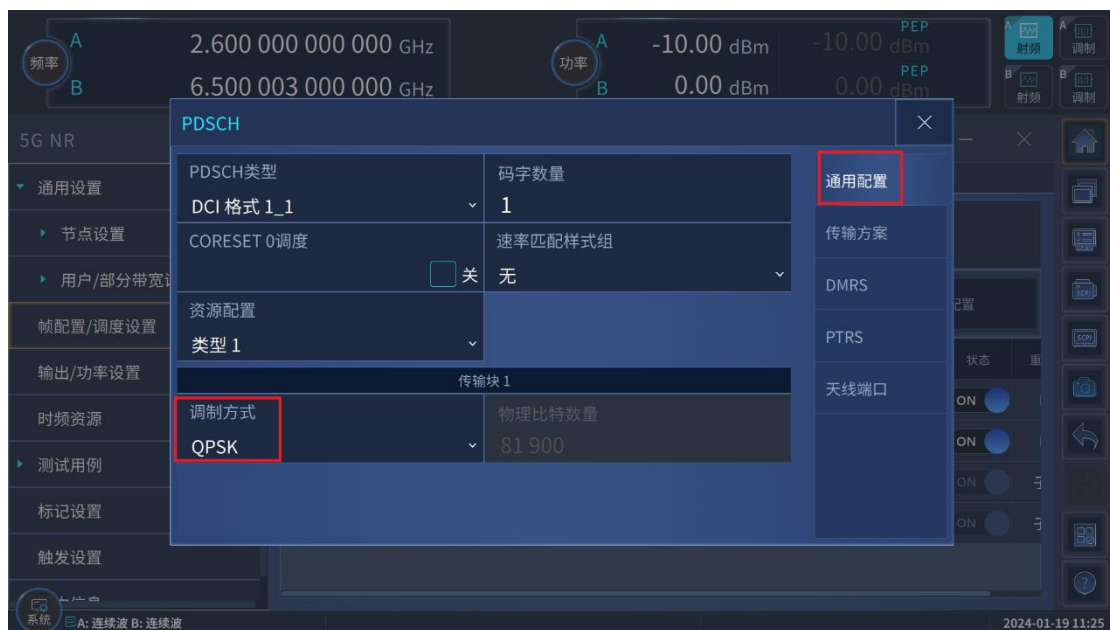 频率
A 2.600 000 000 000 GHz
B 6.500 003 000 000 GHz
功率
A -10.00 dBm
B 0.00 dBm
PEP
-10.00 dBm
PEP
0.00 dBm
A 射频
A 调制
B 射频
B 调制
5G NR
通用设置
节点设置
用户/部分带宽
帧配置/调度设置
输出/功率设置
时频资源
测试用例
标记设置
触发设置
PDSCH
PDSCH类型
DCI 格式 1_1
码字数量
1
CORESET 0调度
关
速率匹配样式组
无
资源配置
类型 1
传输块 1
调制方式
QPSK
物理比特数量
81 900
通用配置
传输方案
DMRS
PTRS
天线端口
配置
状态
重
ON
ON
ON
子
ON
子
SCPI
SCPI
系统
A: 连续波 B: 连续波
2024-01-19 11:25